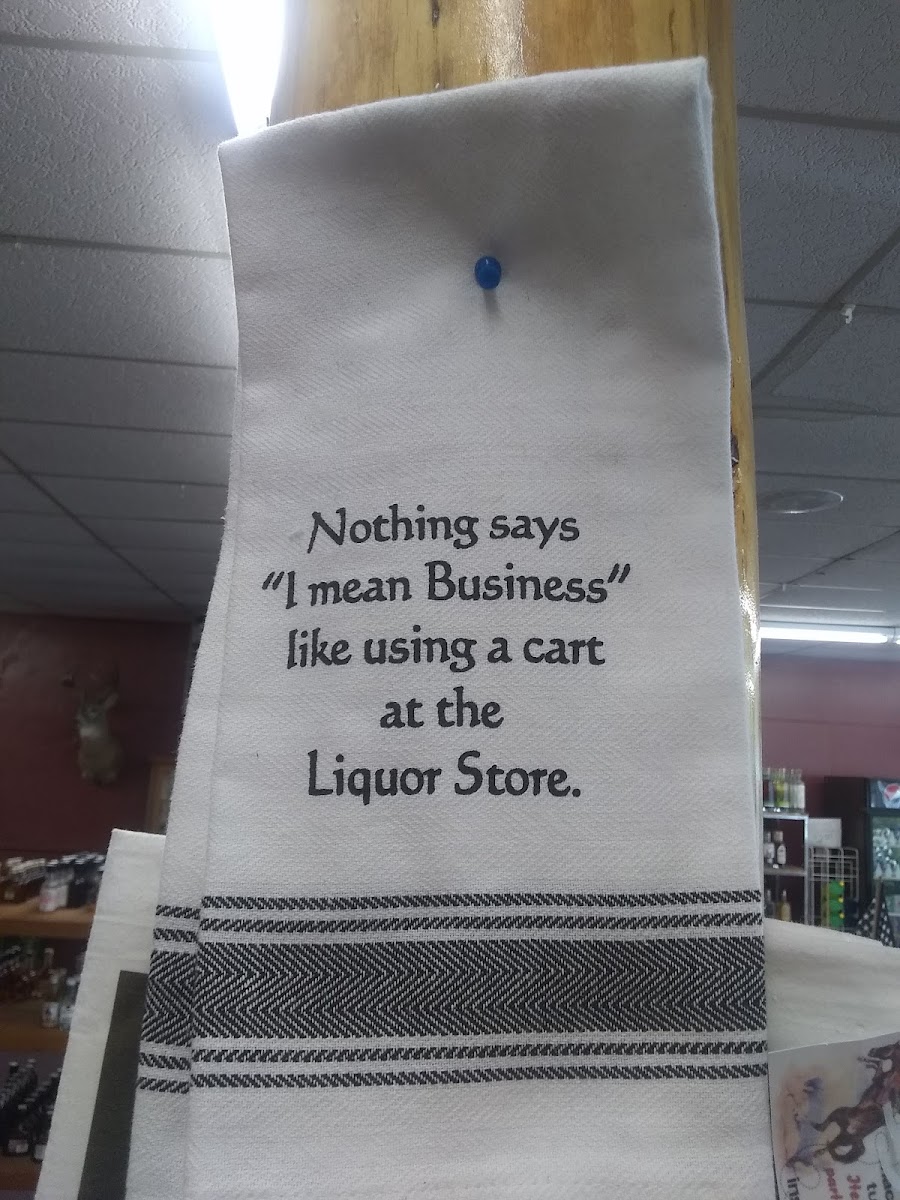 Nothing says
"I mean Business"
like using a cart
at the
Liquor Store.